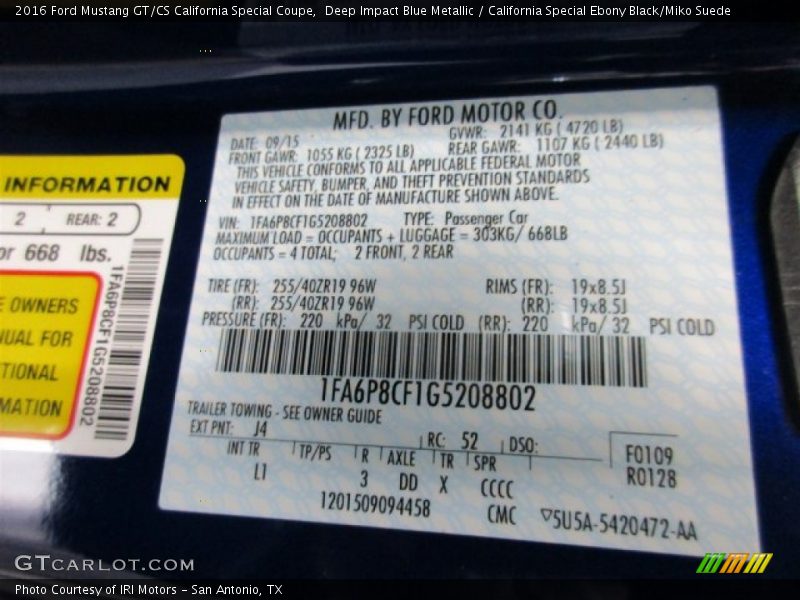 2016 Ford Mustang GT/CS California Special Coupe,  Deep Impact Blue Metallic / California Special Ebony Black/Miko Suede
INFORMATION
2 REAR: 2
or 668 lbs.
E OWNERS
NUAL FOR
TIONAL
MATION
1FA6P8CF1G5208802
MFD. BY FORD MOTOR CO.
DATE: 09/15 GVWR: 2141 KG ( 4720 LB)
FRONT GAWR: 1055 KG ( 2325 LB) REAR GAWR: 1107 KG ( 2440 LB)
THIS VEHICLE CONFORMS TO ALL APPLICABLE FEDERAL MOTOR
VEHICLE SAFETY, BUMPER, AND THEFT PREVENTION STANDARDS
IN EFFECT ON THE DATE OF MANUFACTURE SHOWN ABOVE.
VIN: 1FA6P8CF1G5208802 TYPE: Passenger Car
MAXIMUM LOAD = OCCUPANTS + LUGGAGE = 303KG/ 668LB
OCCUPANTS = 4 TOTAL; 2 FRONT, 2 REAR
TIRE (FR): 255/40ZR19 96W RIMS (FR): 19x8.5J
(RR): 255/40ZR19 96W (RR): 19x8.5J
PRESSURE (FR): 220 kPa/ 32 PSI COLD (RR): 220 kPa/ 32 PSI COLD
1FA6P8CF1G5208802
TRAILER TOWING - SEE OWNER GUIDE
EXT PNT: J4 RC: 52 DSO: F0109
INT TR TP/PS R AXLE TR SPR R0128
L1 3 DD X CCCC
1201509094458 CMC ▽5U5A-5420472-AA
GTCARLOT.COM
Photo Courtesy of IRI Motors – San Antonio, TX